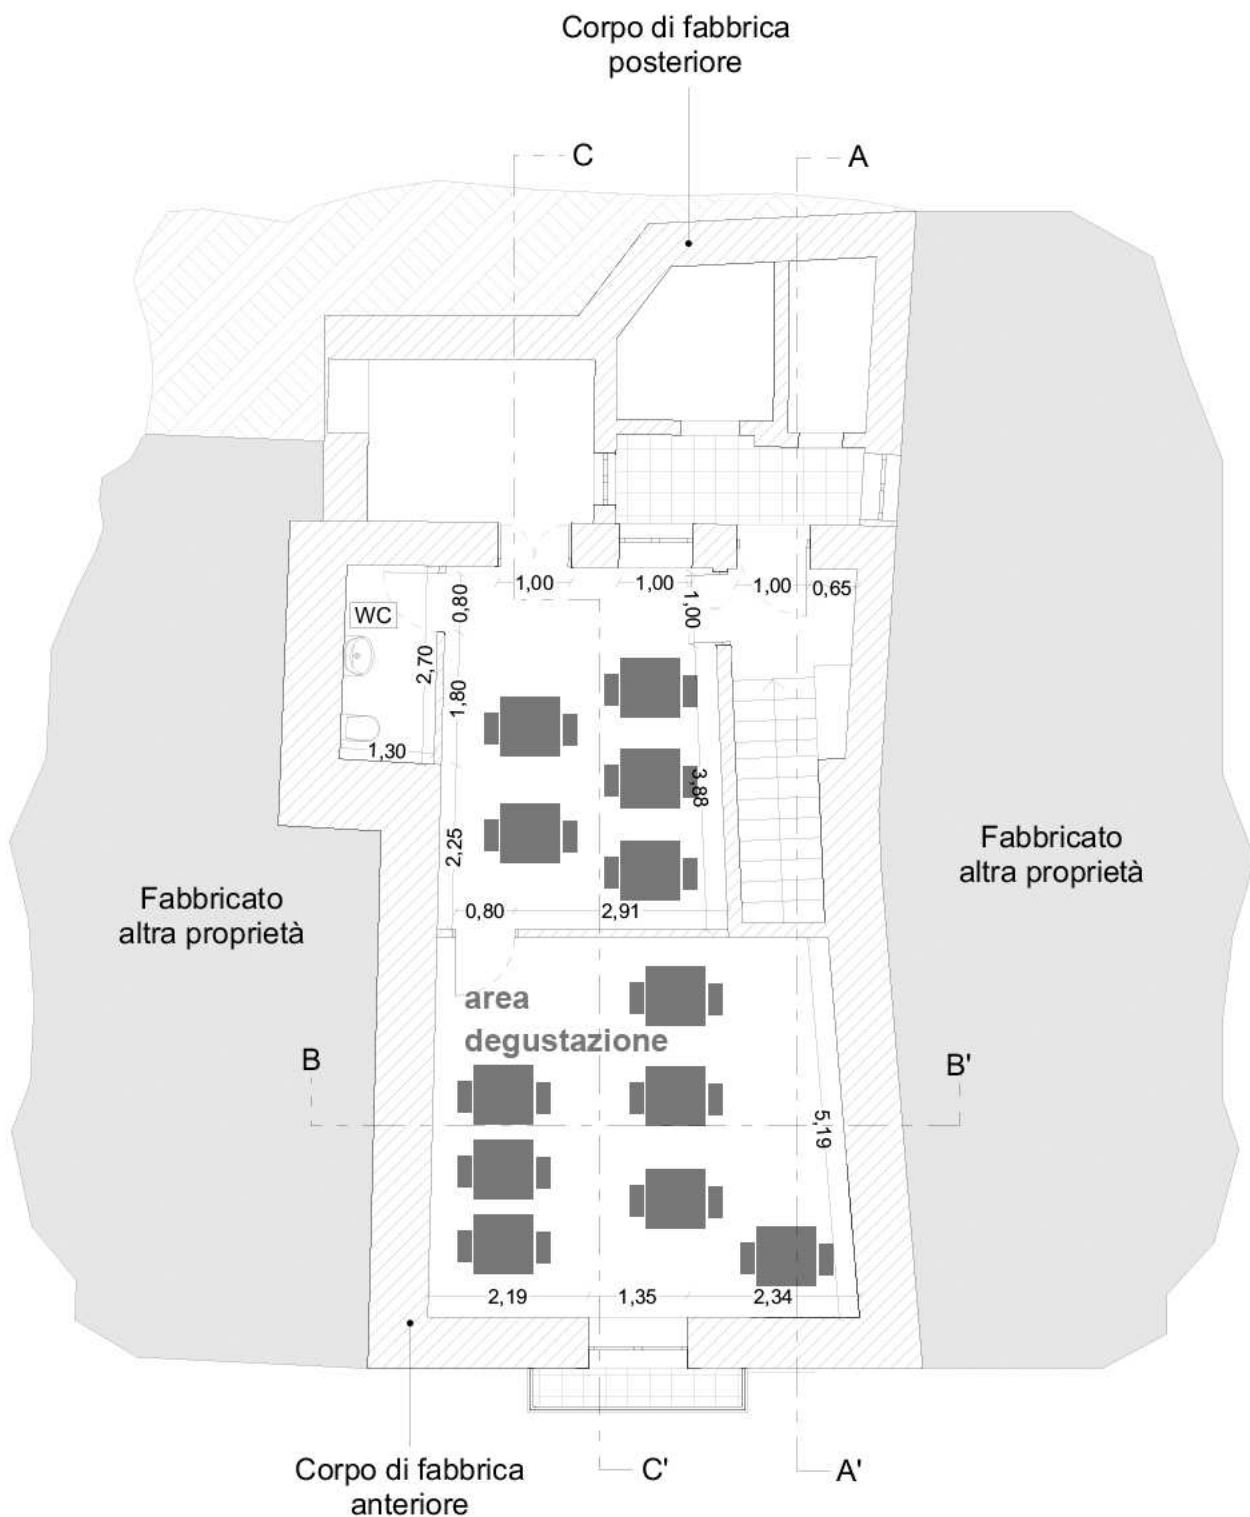 Corpo di fabbrica
posteriore
C
A
1,00
1,00
1,00
0,65
WC
0,80
1,00
2,70
1,80
1,30
3,88
2,25
0,80
2,91
Fabbricato
altra proprietà
Fabbricato
altra proprietà
area
degustazione
B
B'
5,19
2,19
1,35
2,34
Corpo di fabbrica
anteriore
C'
A'